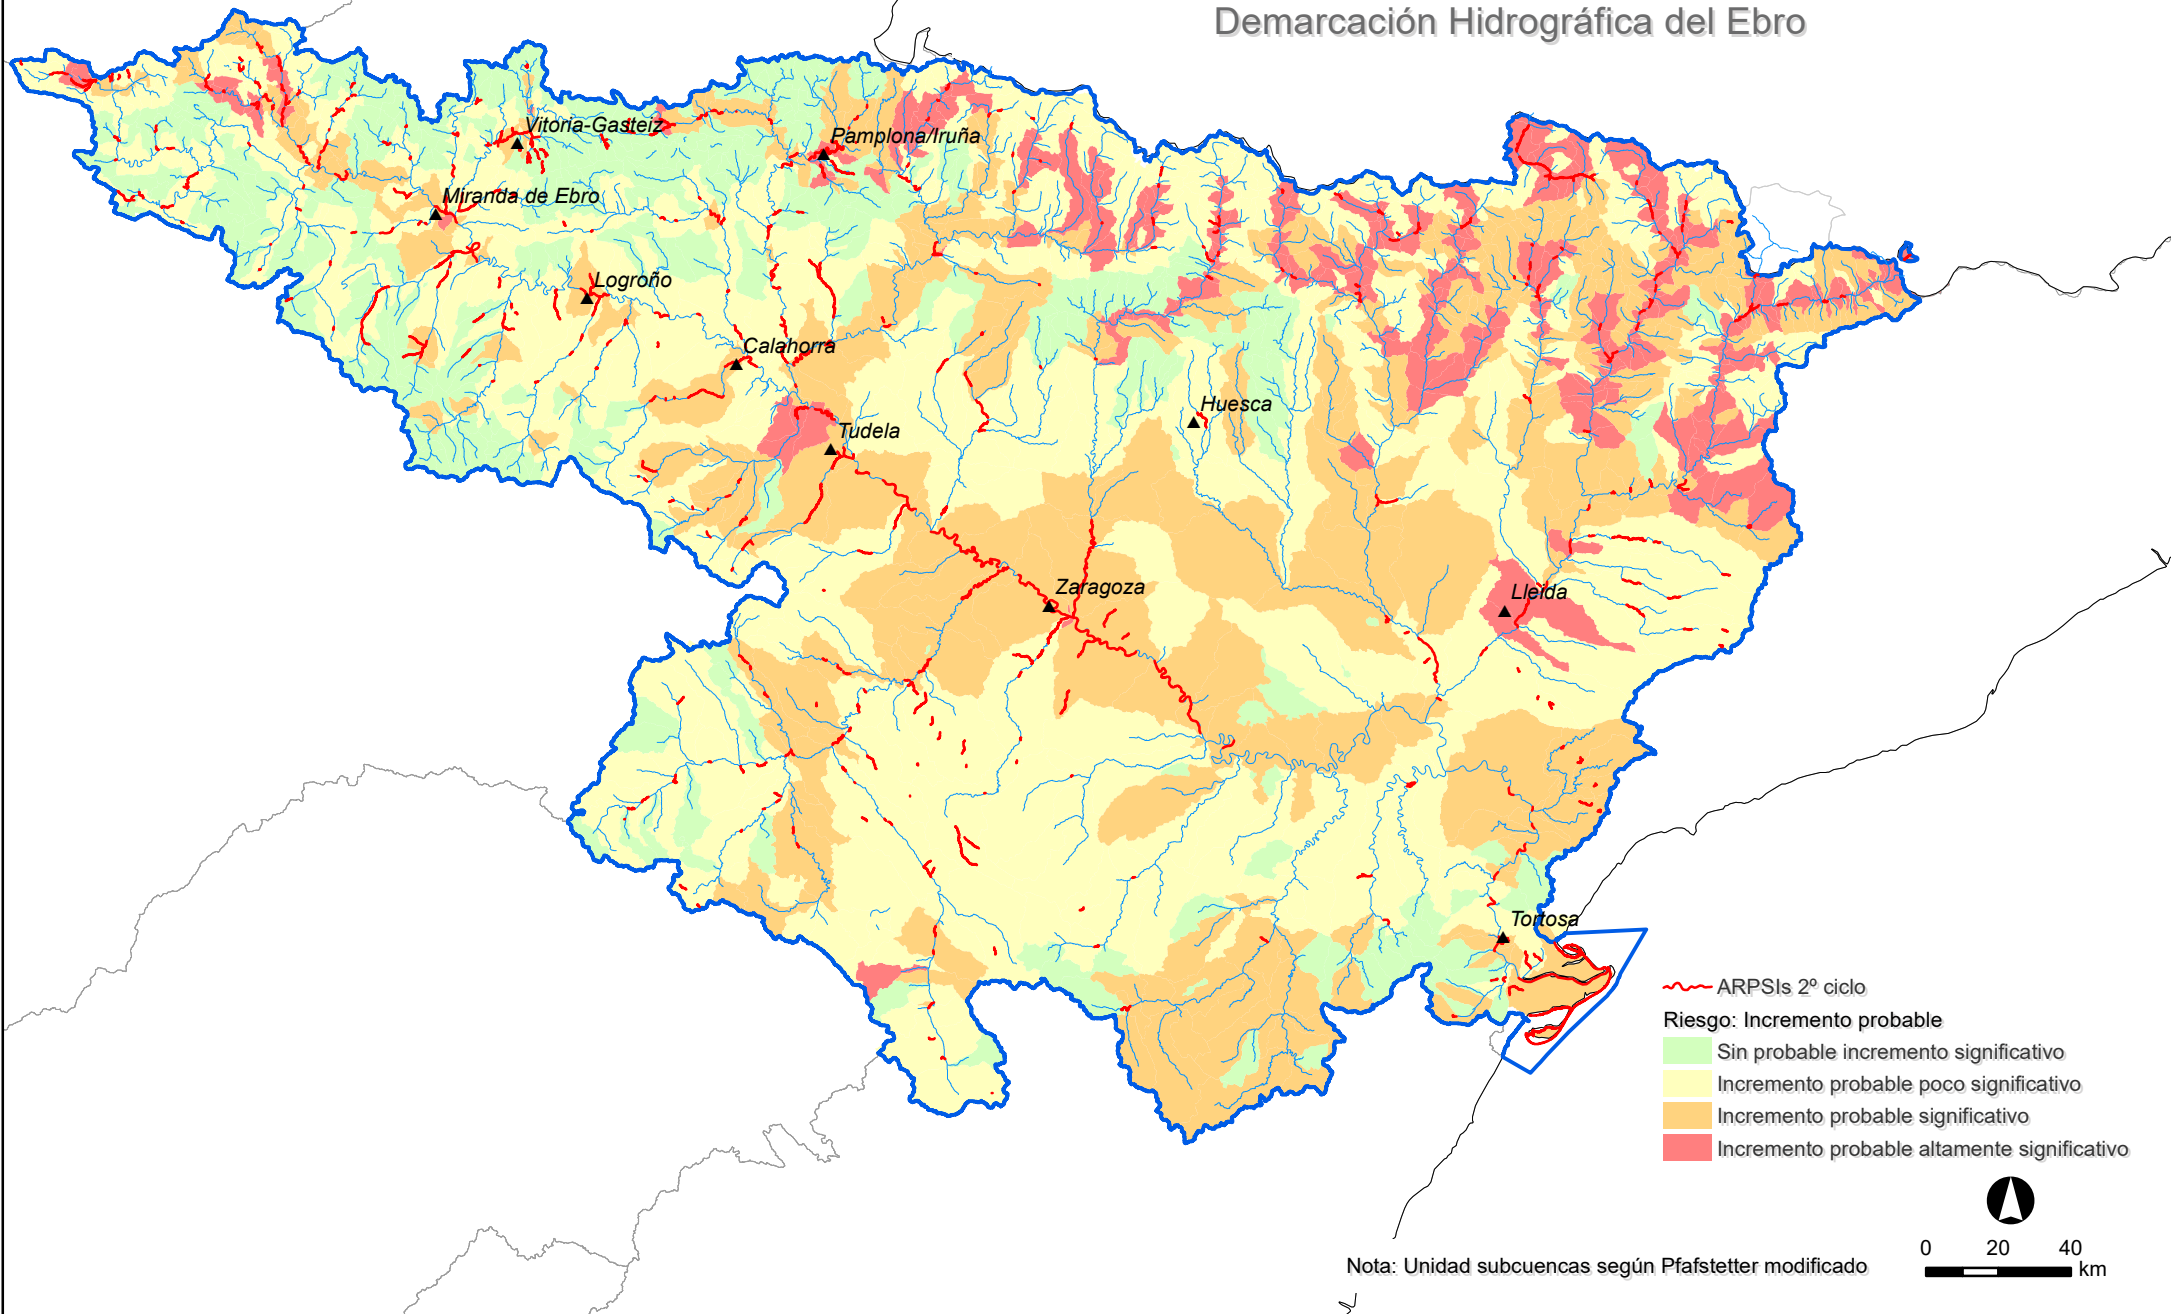 Demarcación Hidrográfica del Ebro
Vitoria-Gasteiz
Pamplona/Iruña
Miranda de Ebro
Logroño
Calahorra
Huesca
Tudela
Zaragoza
Lleida
Tortosa
ARPSIs 2º ciclo
Riesgo: Incremento probable
Sin probable incremento significativo
Incremento probable poco significativo
Incremento probable significativo
Incremento probable altamente significativo
0 20 40
km
Nota: Unidad subcuencas según Pfafstetter modificado